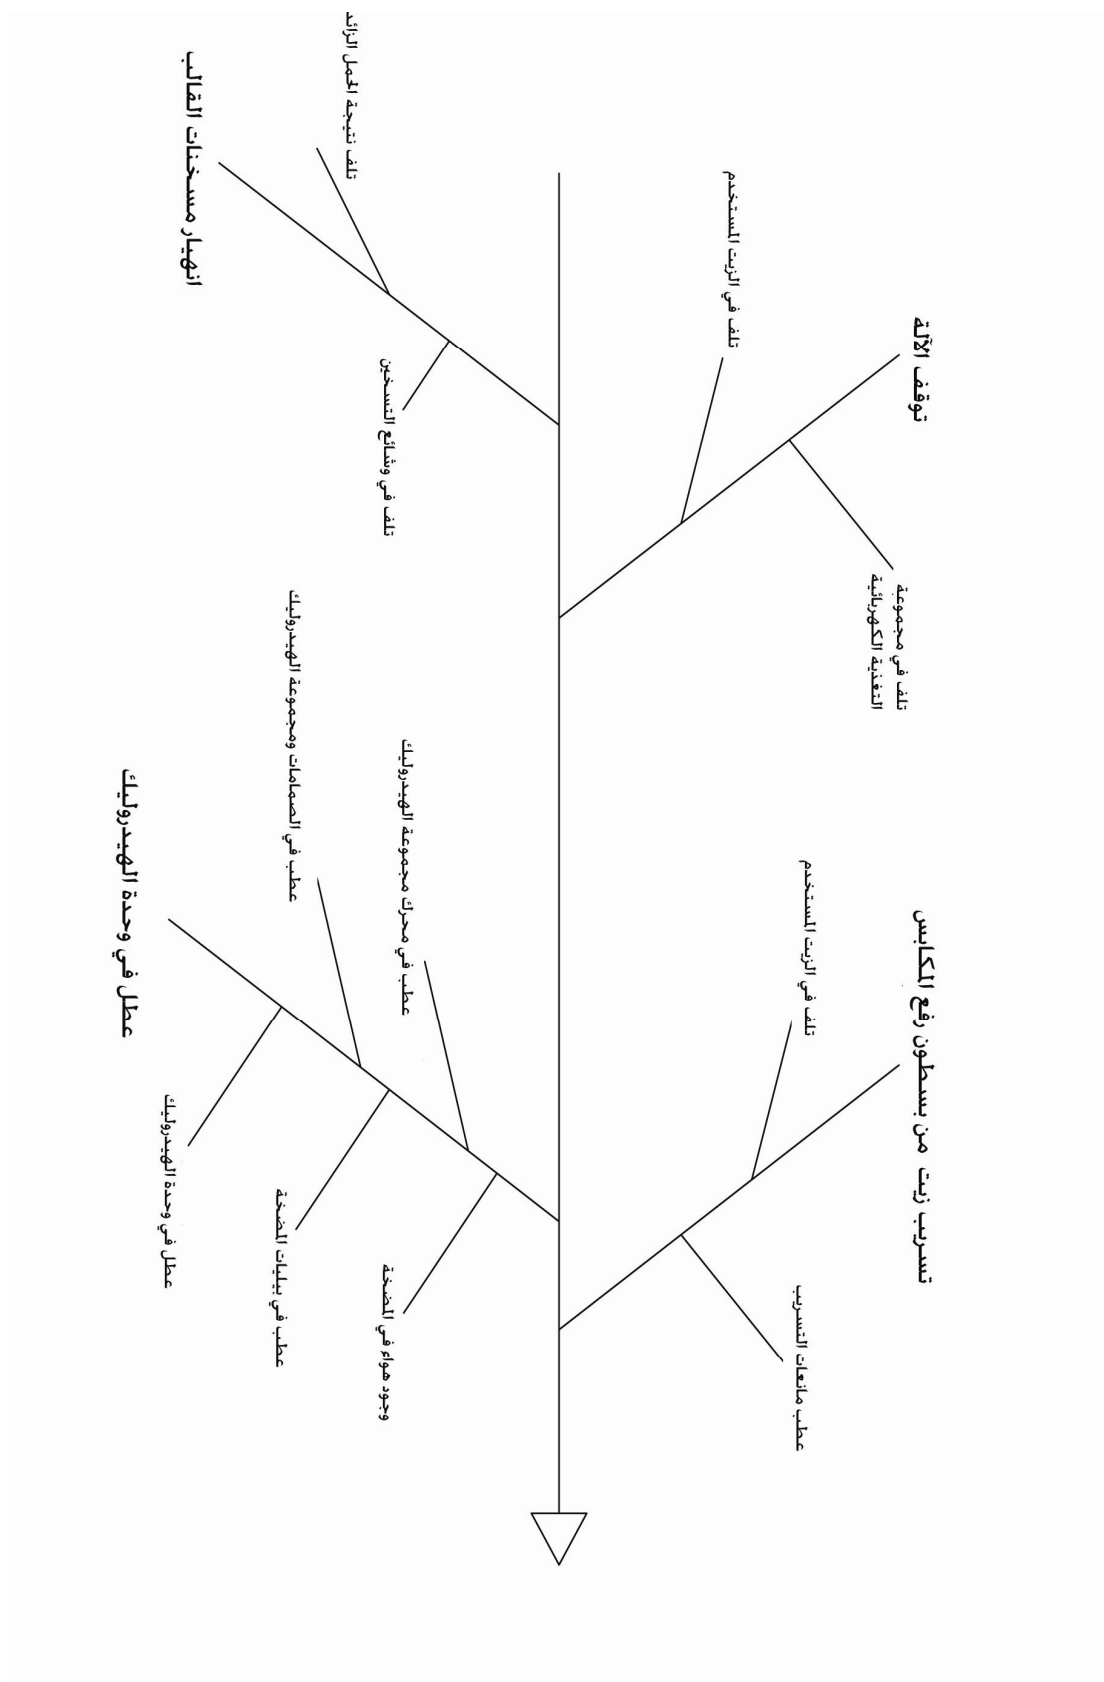 توقف الآلة
تلف في الزيت المستخدم
تلف في مجموعة
التغذية الكهربائية
تسريب زيت من بسطون رفع المكابس
تلف في الزيت المستخدم
عطب مانعات التسريب
انهيار مسخنات القالب
تلف نتيجة الحمل الزائد
تلف في وشائع التسخين
عطل في وحدة الهيدروليك
عطب في الصمامات ومجموعة الهيدروليك
عطب في محرك مجموعة الهيدروليك
عطل في وحدة الهيدروليك
عطب في بيليات المضخة
وجود هواء في المضخة